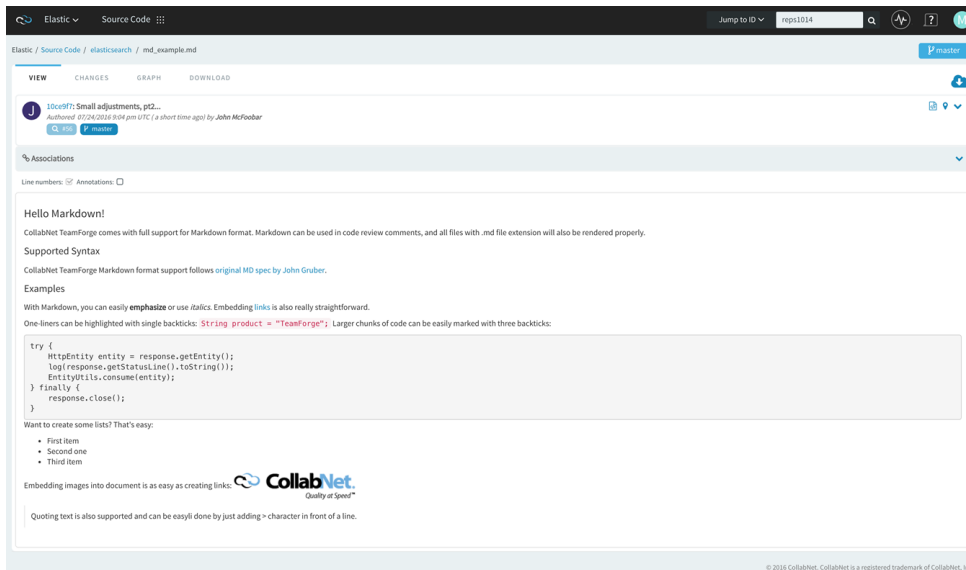 Elastic Source Code Jump to ID reps1014 ? M
Elastic / Source Code / elasticsearch / md_example.md master
VIEW CHANGES GRAPH DOWNLOAD
J 10ce9f7: Small adjustments, pt2...
Authored 07/24/2016 9:04 pm UTC ( a short time ago) by John McFoobar
#56 master
Associations
Line numbers: Annotations:
Hello Markdown!
CollabNet TeamForge comes with full support for Markdown format. Markdown can be used in code review comments, and all files with .md file extension will also be rendered properly.
Supported Syntax
CollabNet TeamForge Markdown format support follows original MD spec by John Gruber.
Examples
With Markdown, you can easily emphasize or use italics. Embedding links is also really straightforward.
One-liners can be highlighted with single backticks: String product = "TeamForge"; Larger chunks of code can be easily marked with three backticks:
try {
    HttpEntity entity = response.getEntity();
    log(response.getStatusLine().toString());
    EntityUtils.consume(entity);
} finally {
    response.close();
}
Want to create some lists? That's easy:
• First item
• Second one
• Third item
Embedding images into document is as easy as creating links: CollabNet.
Quality at Speed™
Quoting text is also supported and can be easyli done by just adding > character in front of a line.
© 2016 CollabNet. CollabNet is a registered trademark of CollabNet,